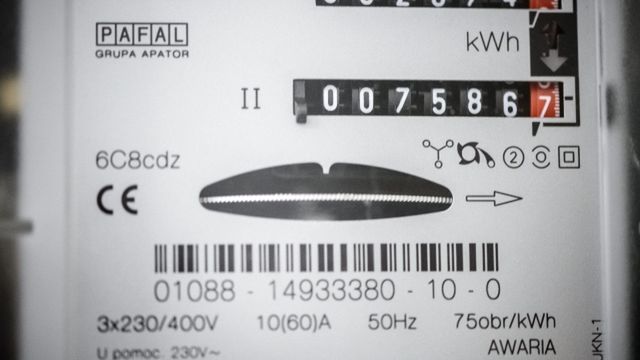 PAFAL
GRUPA APATOR
kWh
II 0075867
6C8cdz
CE
2
01088 - 14933380 - 10 - 0
3x230/400V 10(60)A 50Hz 75obr/kWh
U pomoc. 230V~ AWARIA